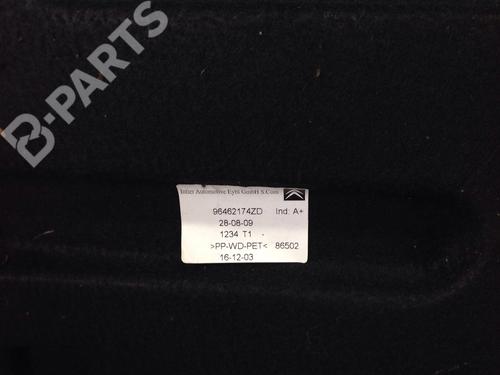 B-PARTS
Inter Automotive Eybl GmbH S.Com
96462174ZD Ind: A+
28-08-09
1234 T1 -
>PP-WD-PET< 86502
16-12-03